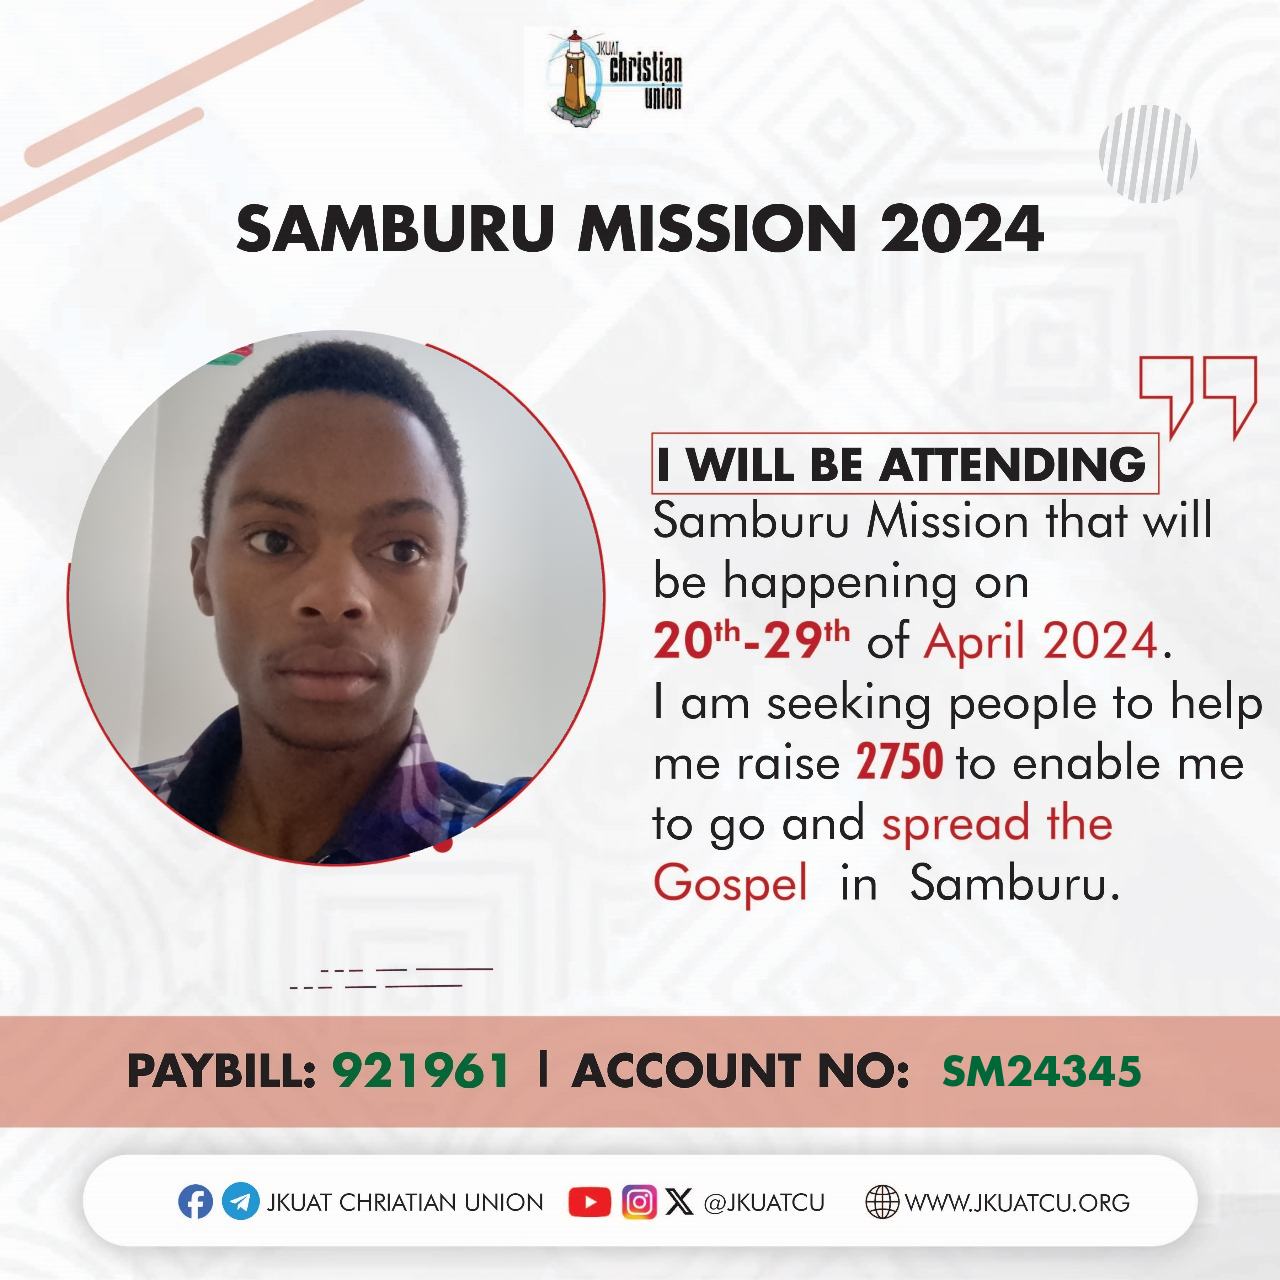 JKUAT
christian
union
SAMBURU MISSION 2024
I WILL BE ATTENDING
Samburu Mission that will
be happening on
20th-29th of April 2024.
I am seeking people to help
me raise 2750 to enable me
to go and spread the
Gospel in Samburu.
PAYBILL: 921961 | ACCOUNT NO: SM24345
JKUAT CHRIATIAN UNION @JKUATCU WWW.JKUATCU.ORG